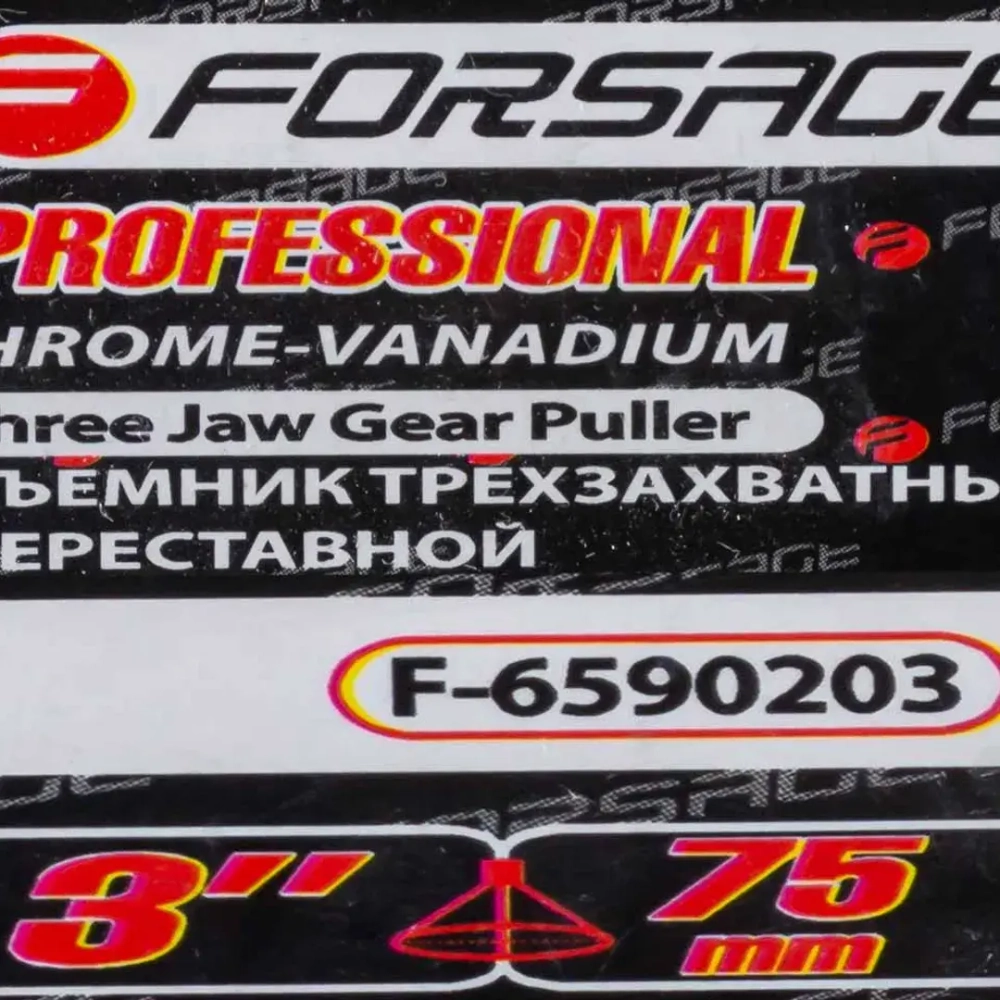 FORSAGE
PROFESSIONAL
HROME-VANADIUM
hree Jaw Gear Puller
ЪЕМНИК ТРЕХЗАХВАТНЫ
ЕРЕСТАВНОЙ
F-6590203
3” 75
mm